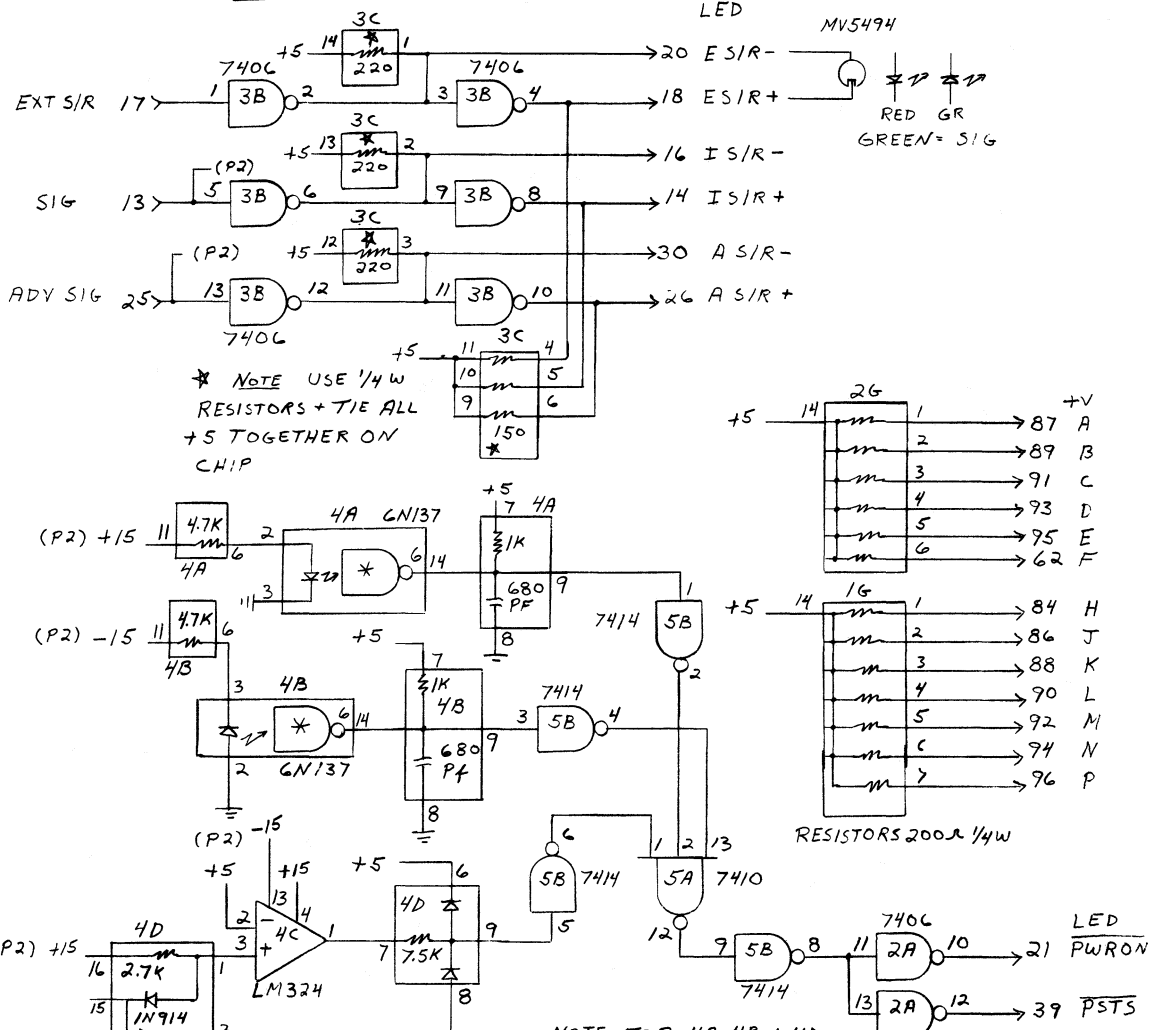 LED
3C
MV5494
+5 14 1
220
20 E S/R-
7406
7406
EXT S/R 17 1 3B 2 3 3B 4 18 E S/R+
RED GR
GREEN= SIG
3C
+5 13 2
220
16 I S/R-
(P2)
SIG 13 5 3B 6 9 3B 8 14 I S/R+
3C
(P2)
+5 12 3
220
30 A S/R-
ADV SIG 25 13 3B 12 11 3B 10 26 A S/R+
7406
3C
+5 11 4
10 5
9 6
150
NOTE USE 1/4 W
RESISTORS + TIE ALL
+5 TOGETHER ON
CHIP
2G +V
+5 14 1 87 A
2 89 B
3 91 C
4 93 D
5 95 E
6 62 F
1G
+5 14 1 84 H
2 86 J
3 88 K
4 90 L
5 92 M
6 94 N
7 96 P
RESISTORS 200Ω 1/4W
(P2) +15 11 4.7K 6
4A
4A 6N137
2 * 6 14
3
+5
7 4A
1K
680
PF
9
8
7414 1
5B
2
(P2) -15 11 4.7K 6
4B
3 4B
* 6 14
2 6N137
+5
7
1K
4B
680
Pf
9
8
7414
3 5B 4
6
5B 7414
5
1 2 13
5A 7410
12
(P2) -15
+5 +15
13
2 - 4
3 + 4C 1
LM324
P2) +15 4D
16 2.7K 1
15 1N914
+5 6
4D
7 7.5K 9
8
9 5B 8
7414
7406
11 2A 10 21 PWRON
LED
13 2A 12 39 PSTS